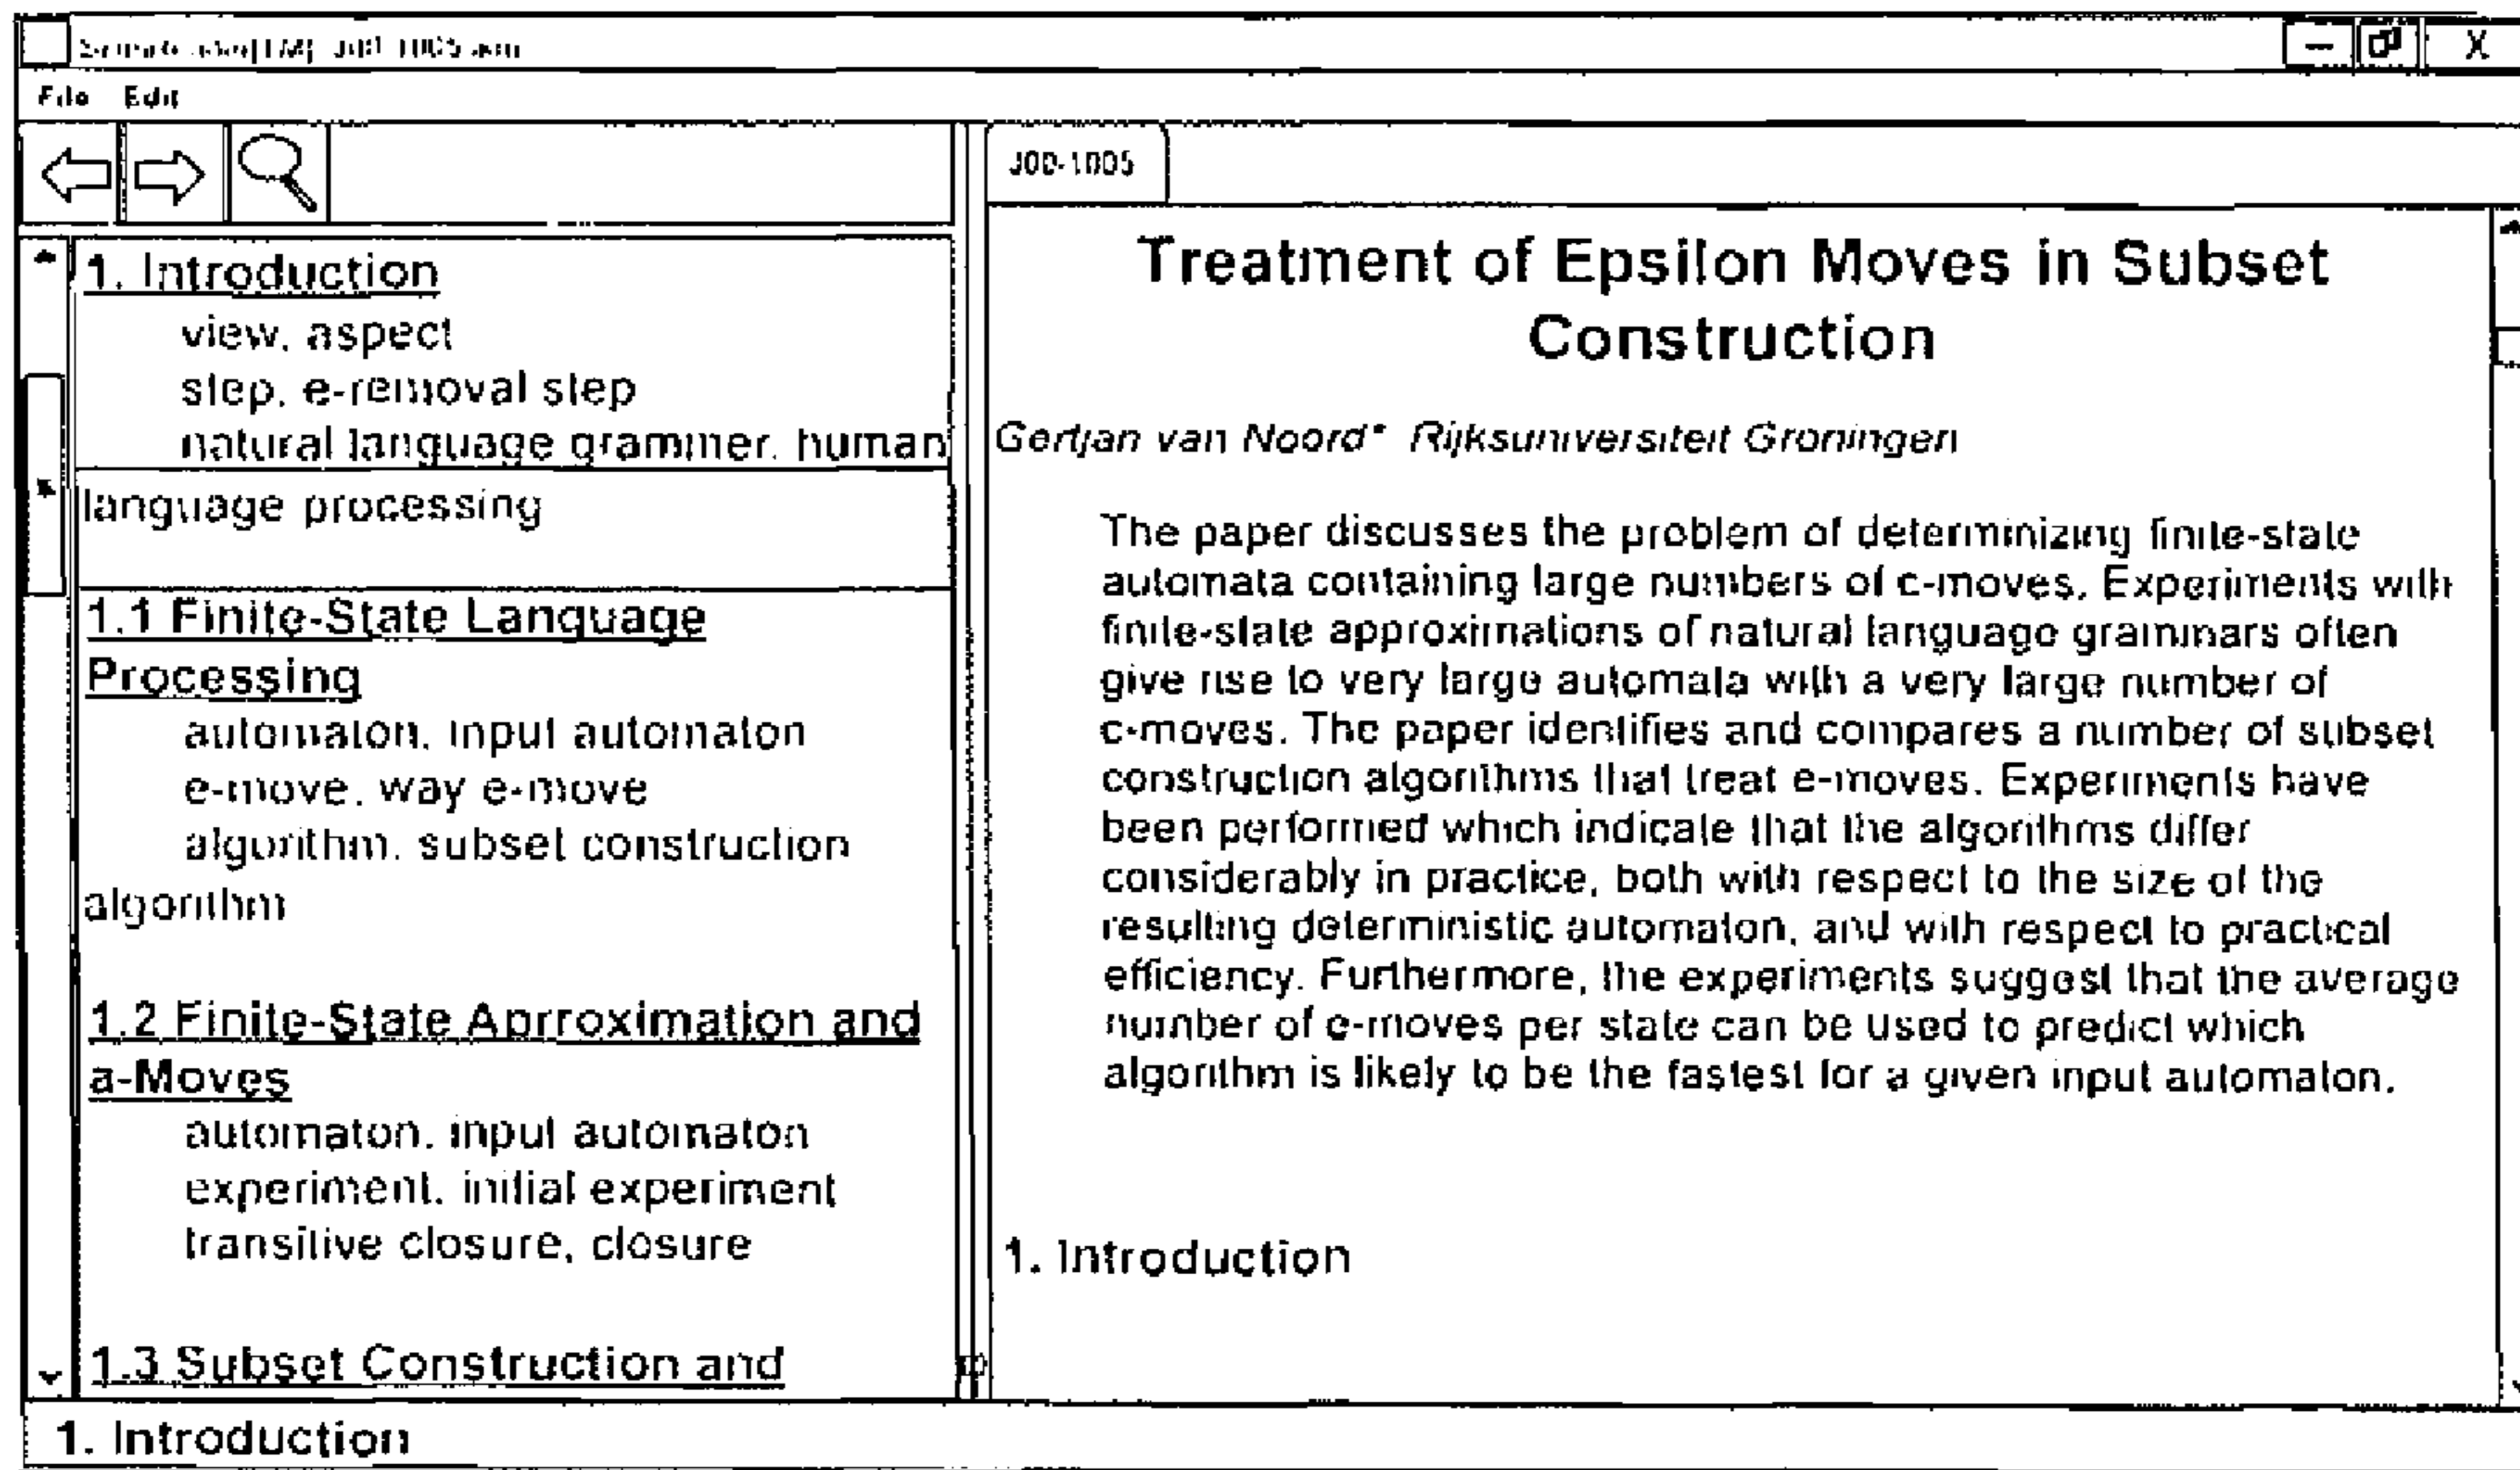 File Edit
J00-1005
1. Introduction
view, aspect
step, e-removal step
natural language grammer, human
language processing
1.1 Finite-State Language
Processing
automaton, input automaton
e-move, way e-move
algorithm, subset construction
algorithm
1.2 Finite-State Aprroximation and
a-Moves
automaton, input automaton
experiment, initial experiment
transitive closure, closure
1.3 Subset Construction and
Treatment of Epsilon Moves in Subset
Construction
Gertjan van Noord* Rijksuniversiteit Groningen
The paper discusses the problem of determinizing finite-state
automata containing large numbers of c-moves. Experiments with
finite-state approximations of natural language grammars often
give rise to very large automata with a very large number of
c-moves. The paper identifies and compares a number of subset
construction algorithms that treat e-moves. Experiments have
been performed which indicate that the algorithms differ
considerably in practice, both with respect to the size of the
resulting deterministic automaton, and with respect to practical
efficiency. Furthermore, the experiments suggest that the average
number of e-moves per state can be used to predict which
algorithm is likely to be the fastest for a given input automaton.
1. Introduction
1. Introduction